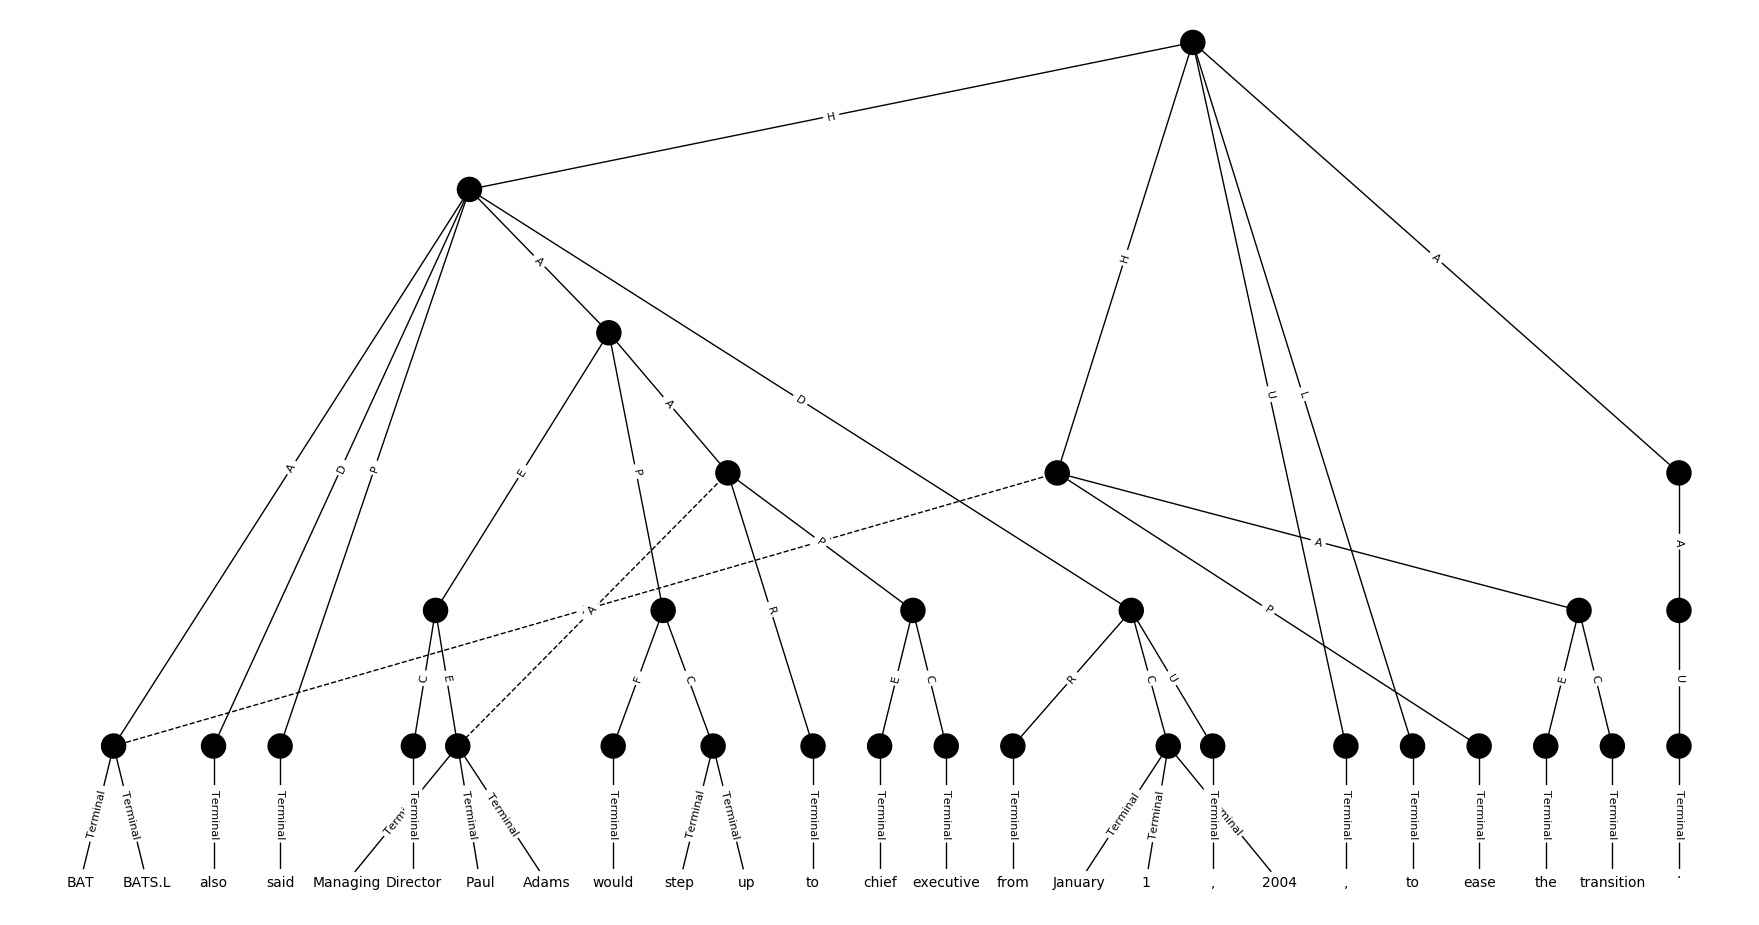 H
A
H
A
D
A
U
L
A
D
P
E
P
A
A
P
R
P
A
C
E
F
C
E
C
R
C
U
E
C
U
Terminal Terminal Terminal Terminal Terminal Terminal Terminal Terminal Terminal Terminal Terminal Terminal Terminal Terminal Terminal Terminal Terminal Terminal Terminal Terminal Terminal Terminal Terminal Terminal
BAT BATS.L also said Managing Director Paul Adams would step up to chief executive from January 1 , 2004 , to ease the transition .